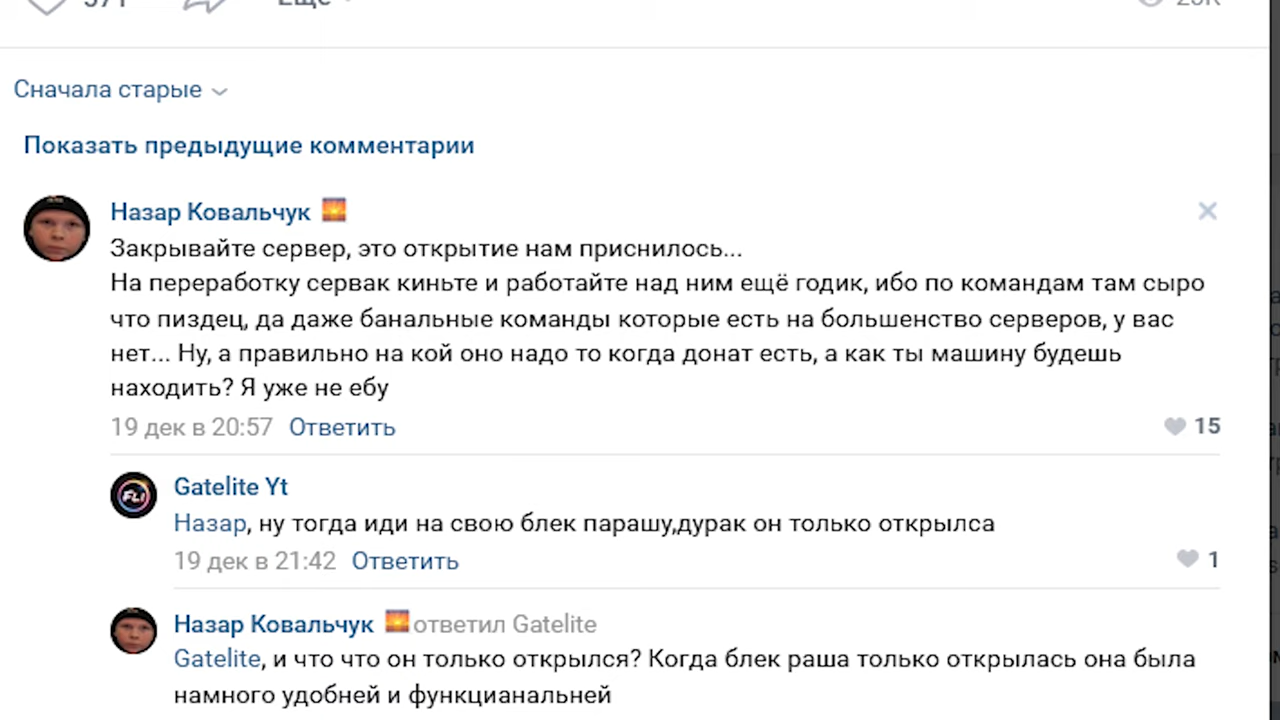 Сначала старые
Показать предыдущие комментарии
Назар Ковальчук
Закрывайте сервер, это открытие нам приснилось...
На переработку сервак киньте и работайте над ним ещё годик, ибо по командам там сыро
что пиздец, да даже банальные команды которые есть на большенство серверов, у вас
нет... Ну, а правильно на кой оно надо то когда донат есть, а как ты машину будешь
находить? Я уже не ебу
19 дек в 20:57 Ответить 15
Gatelite Yt
Назар, ну тогда иди на свою блек парашу,дурак он только открылса
19 дек в 21:42 Ответить 1
Назар Ковальчук ответил Gatelite
Gatelite, и что что он только открылся? Когда блек раша только открылась она была
намного удобней и функцианальней